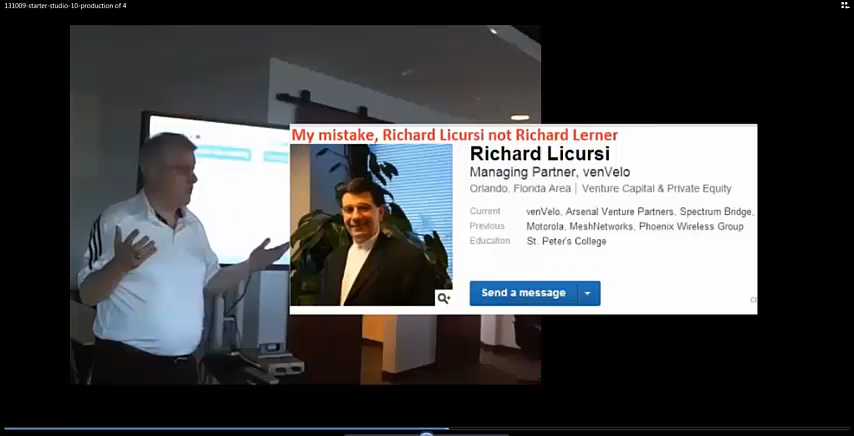 131009-starter-studio-10-production of 4
My mistake, Richard Licursi not Richard Lerner
Richard Licursi
Managing Partner, venVelo
Orlando, Florida Area | Venture Capital & Private Equity
Current venVelo, Arsenal Venture Partners, Spectrum Bridge,
Previous Motorola, MeshNetworks, Phoenix Wireless Group
Education St. Peter's College
Send a message